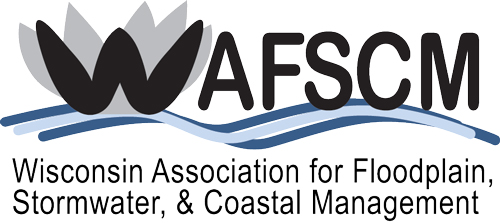 WAFSCM
Wisconsin Association for Floodplain,
Stormwater, & Coastal Management